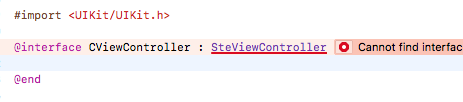 #import <UIKit/UIKit.h>
@interface CViewController : SteViewController Cannot find interfac
@end